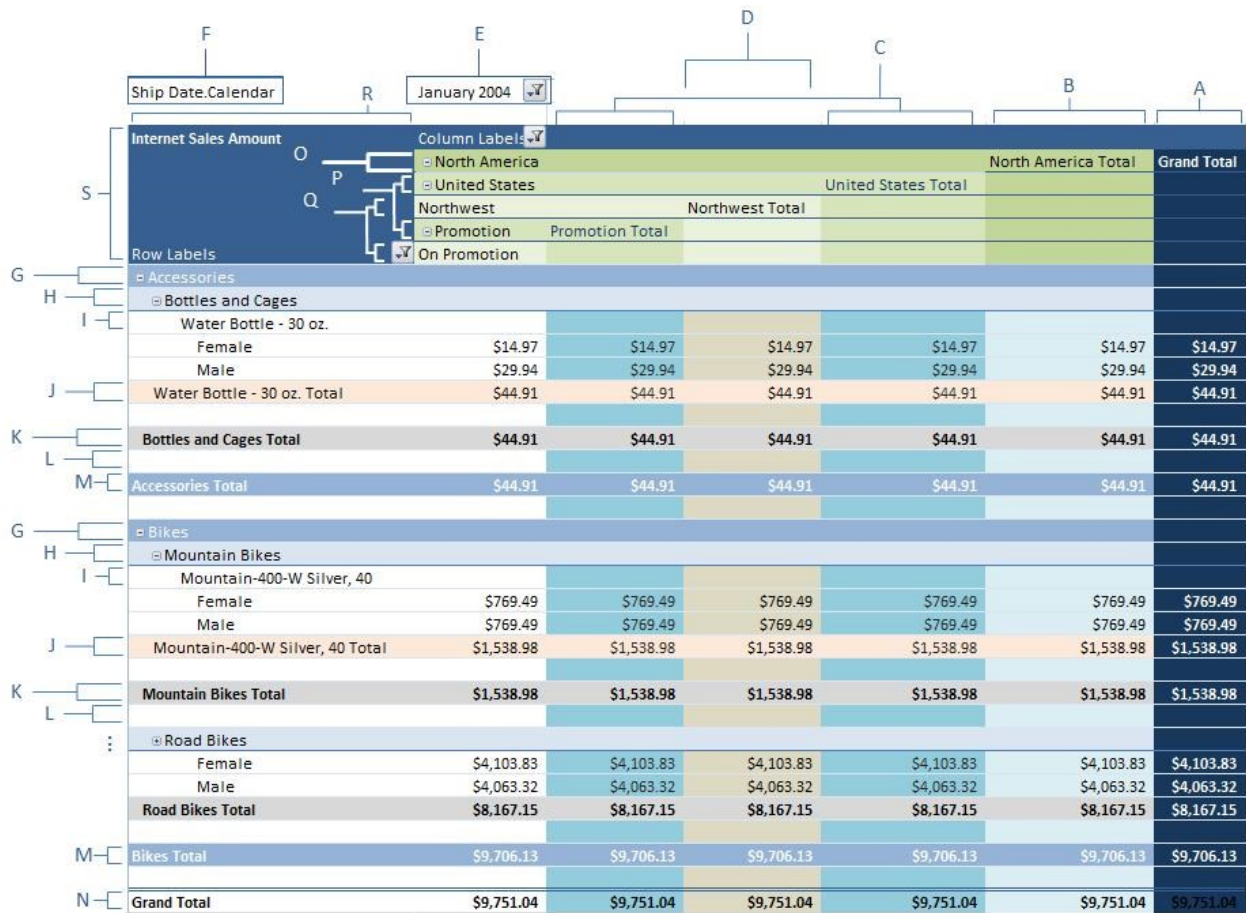 D
F E
C
Ship Date.Calendar January 2004
R B A
Internet Sales Amount Column Labels
O North America North America Total Grand Total
P United States United States Total
S
Q Northwest Northwest Total
Promotion Promotion Total
Row Labels On Promotion
G Accessories
H Bottles and Cages
I Water Bottle - 30 oz.
Female $14.97 $14.97 $14.97 $14.97 $14.97 $14.97
Male $29.94 $29.94 $29.94 $29.94 $29.94 $29.94
J Water Bottle - 30 oz. Total $44.91 $44.91 $44.91 $44.91 $44.91 $44.91
K Bottles and Cages Total $44.91 $44.91 $44.91 $44.91 $44.91 $44.91
L
M Accessories Total $44.91 $44.91 $44.91 $44.91 $44.91 $44.91
G Bikes
H Mountain Bikes
I Mountain-400-W Silver, 40
Female $769.49 $769.49 $769.49 $769.49 $769.49 $769.49
Male $769.49 $769.49 $769.49 $769.49 $769.49 $769.49
J Mountain-400-W Silver, 40 Total $1,538.98 $1,538.98 $1,538.98 $1,538.98 $1,538.98 $1,538.98
K Mountain Bikes Total $1,538.98 $1,538.98 $1,538.98 $1,538.98 $1,538.98 $1,538.98
L
⋮ Road Bikes
Female $4,103.83 $4,103.83 $4,103.83 $4,103.83 $4,103.83 $4,103.83
Male $4,063.32 $4,063.32 $4,063.32 $4,063.32 $4,063.32 $4,063.32
Road Bikes Total $8,167.15 $8,167.15 $8,167.15 $8,167.15 $8,167.15 $8,167.15
M Bikes Total $9,706.13 $9,706.13 $9,706.13 $9,706.13 $9,706.13 $9,706.13
N Grand Total $9,751.04 $9,751.04 $9,751.04 $9,751.04 $9,751.04 $9,751.04